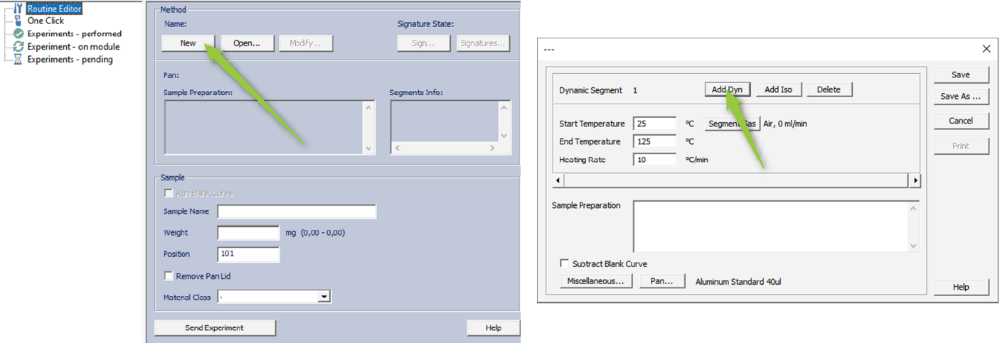 Routine Editor
One Click
Experiments - performed
Experiment - on module
Experiments - pending
Method
Name:
Signature State:
New
Open...
Modify...
Sign...
Signatures...
Pan:
Sample Preparation:
Segments Info:
Sample
Run Blank Curve
Sample Name
Weight
mg (0,00 - 0,00)
Position
101
Remove Pan Lid
Material Class
-
Send Experiment
Help
---
Dynamic Segment 1
Add Dyn
Add Iso
Delete
Start Temperature 25 ºC
Segment Gas Air, 0 ml/min
End Temperature 125 ºC
Heating Rate 10 ºC/min
Sample Preparation
Subtract Blank Curve
Miscellaneous...
Pan...
Aluminum Standard 40ul
Save
Save As ...
Cancel
Print
Help